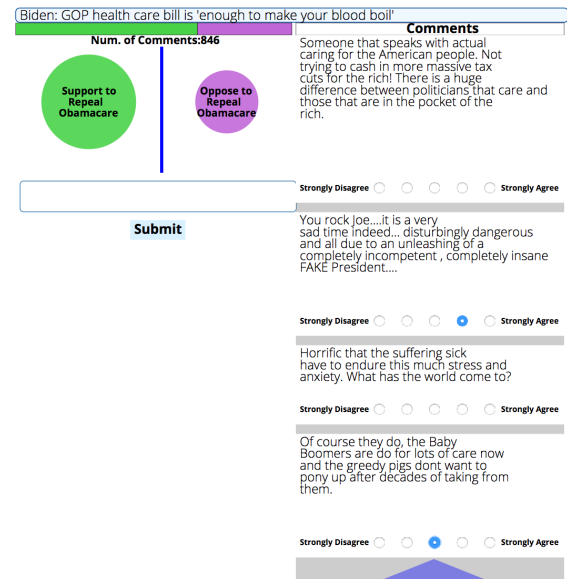 Biden: GOP health care bill is 'enough to make your blood boil'
Num. of Comments:846
Support to
Repeal
Obamacare
Oppose to
Repeal
Obamacare
Submit
Comments
Someone that speaks with actual
caring for the American people. Not
trying to cash in more massive tax
cuts for the rich! There is a huge
difference between politicians that care and
those that are in the pocket of the
rich.
Strongly Disagree Strongly Agree
You rock Joe....it is a very
sad time indeed... disturbingly dangerous
and all due to an unleashing of a
completely incompetent , completely insane
FAKE President....
Strongly Disagree Strongly Agree
Horrific that the suffering sick
have to endure this much stress and
anxiety. What has the world come to?
Strongly Disagree Strongly Agree
Of course they do, the Baby
Boomers are do for lots of care now
and the greedy pigs dont want to
pony up after decades of taking from
them.
Strongly Disagree Strongly Agree